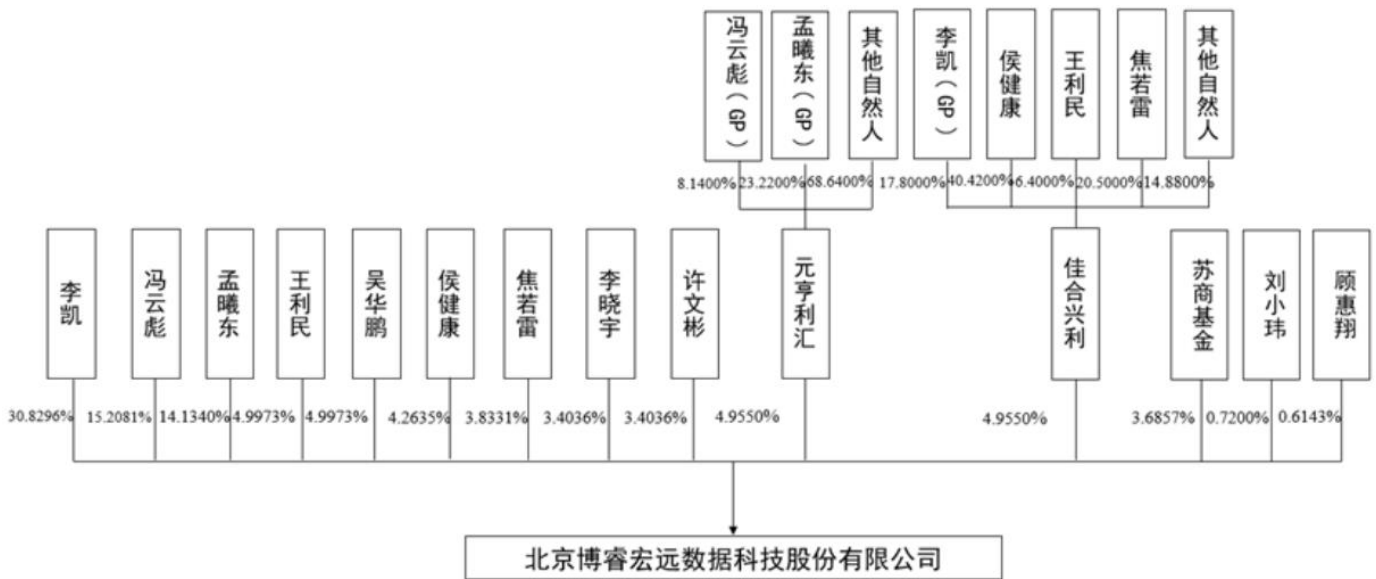 冯云彪（GP）
孟曦东（GP）
其他自然人
李凯（GP）
侯健康
王利民
焦若雷
其他自然人
8.1400%
23.2200%
68.6400%
17.8000%
40.4200%
6.4000%
20.5000%
14.8800%
李凯
冯云彪
孟曦东
王利民
吴华鹏
侯健康
焦若雷
李晓宇
许文彬
元亨利汇
佳合兴利
苏商基金
刘小玮
顾惠翔
30.8296%
15.2081%
14.1340%
4.9973%
4.9973%
4.2635%
3.8331%
3.4036%
3.4036%
4.9550%
4.9550%
3.6857%
0.7200%
0.6143%
北京博睿宏远数据科技股份有限公司